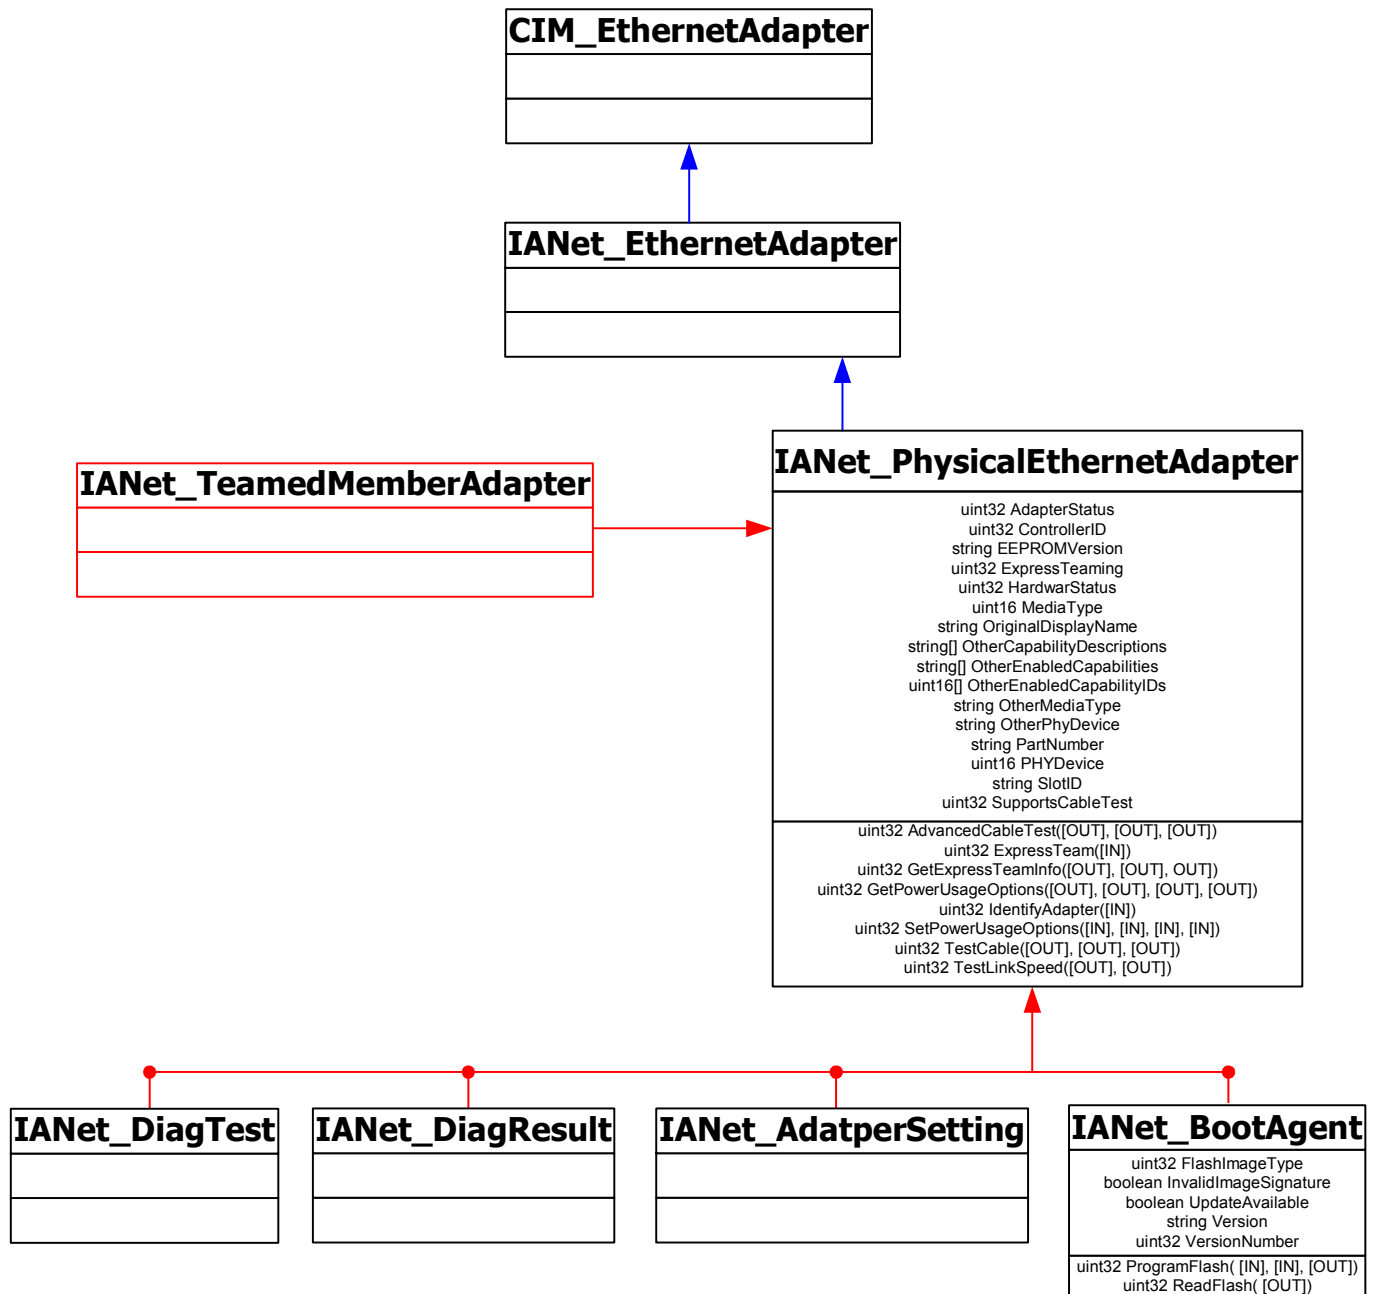 CIM_EthernetAdapter
IANet_EthernetAdapter
IANet_TeamedMemberAdapter
IANet_PhysicalEthernetAdapter
uint32 AdapterStatus
uint32 ControllerID
string EEPROMVersion
uint32 ExpressTeaming
uint32 HardwarStatus
uint16 MediaType
string OriginalDisplayName
string[] OtherCapabilityDescriptions
string[] OtherEnabledCapabilities
uint16[] OtherEnabledCapabilityIDs
string OtherMediaType
string OtherPhyDevice
string PartNumber
uint16 PHYDevice
string SlotID
uint32 SupportsCableTest
uint32 AdvancedCableTest([OUT], [OUT], [OUT])
uint32 ExpressTeam([IN])
uint32 GetExpressTeamInfo([OUT], [OUT], OUT])
uint32 GetPowerUsageOptions([OUT], [OUT], [OUT], [OUT])
uint32 IdentifyAdapter([IN])
uint32 SetPowerUsageOptions([IN], [IN], [IN], [IN])
uint32 TestCable([OUT], [OUT], [OUT])
uint32 TestLinkSpeed([OUT], [OUT])
IANet_DiagTest
IANet_DiagResult
IANet_AdatperSetting
IANet_BootAgent
uint32 FlashImageType
boolean InvalidImageSignature
boolean UpdateAvailable
string Version
uint32 VersionNumber
uint32 ProgramFlash( [IN], [IN], [OUT])
uint32 ReadFlash( [OUT])